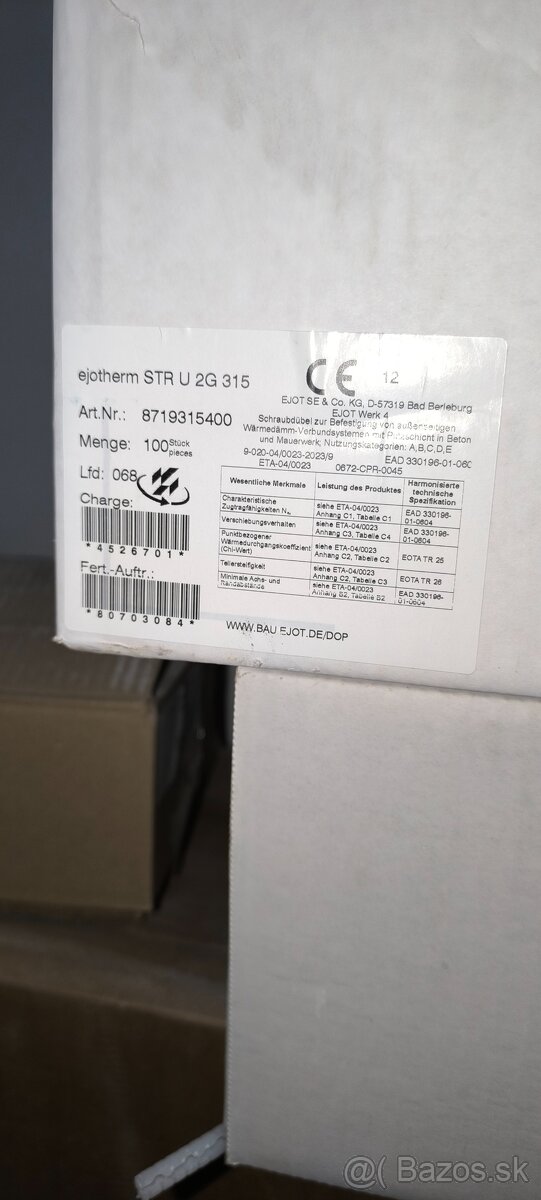 ejotherm STR U 2G 315
CE 12
EJOT SE & Co. KG, D-57319 Bad Berleburg
EJOT Werk 4
Art.Nr.: 8719315400
Schraubdübel zur Befestigung von außenseitigen
Wärmedämm-Verbundsystemen mit Putzschicht in Beton
und Mauerwerk; Nutzungskategorien: A,B,C,D,E
Menge: 100 Stück
pieces
9-020-04/0023-2023/9 EAD 330196-01-060
ETA-04/0023 0672-CPR-0045
Lfd: 068
Wesentliche Merkmale Leistung des Produktes Harmonisierte technische Spezifikation
Charakteristische Zugtragfähigkeiten siehe ETA-04/0023 Anhang C1, Tabelle C1 EAD 330196-01-0604
Verschiebungsverhalten siehe ETA-04/0023 Anhang C3, Tabelle C4 EAD 330196-01-0604
Punktbezogener Wärmedurchgangskoeffizient (Chi-Wert) siehe ETA-04/0023 Anhang C2, Tabelle C2 EOTA TR 25
Tellersteifigkeit siehe ETA-04/0023 Anhang C2, Tabelle C3 EOTA TR 26
Minimale Achs- und Randabstände siehe ETA-04/0023 Anhang B2, Tabelle B2 EAD 330196-01-0604
Charge:
*4526701*
Fert.-Auftr.:
*80703084*
WWW.BAU EJOT.DE/DOP
@( Bazos.sk